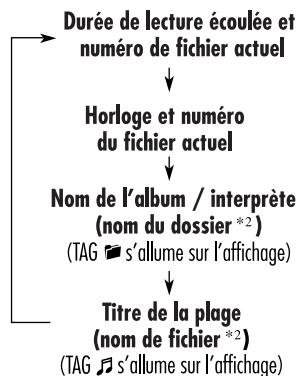 Durée de lecture écoulée et
numéro de fichier actuel
Horloge et numéro
du fichier actuel
Nom de l'album / interprète
(nom du dossier *2)
(TAG 📁 s'allume sur l'affichage)
Titre de la plage
(nom de fichier *2)
(TAG 🎵 s'allume sur l'affichage)